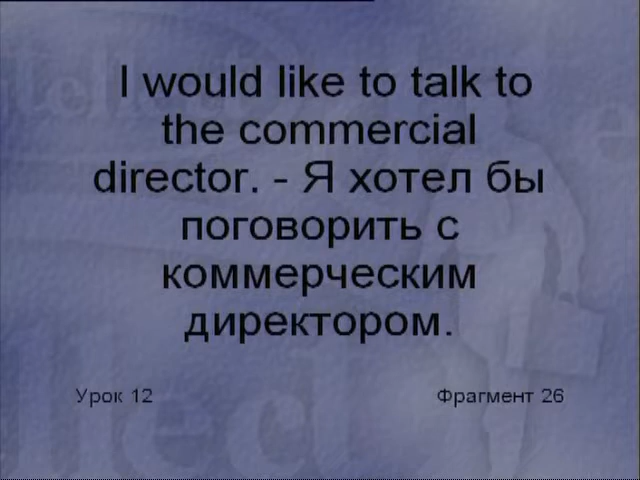 I would like to talk to
the commercial
director. - Я хотел бы
поговорить с
коммерческим
директором.
Урок 12
Фрагмент 26